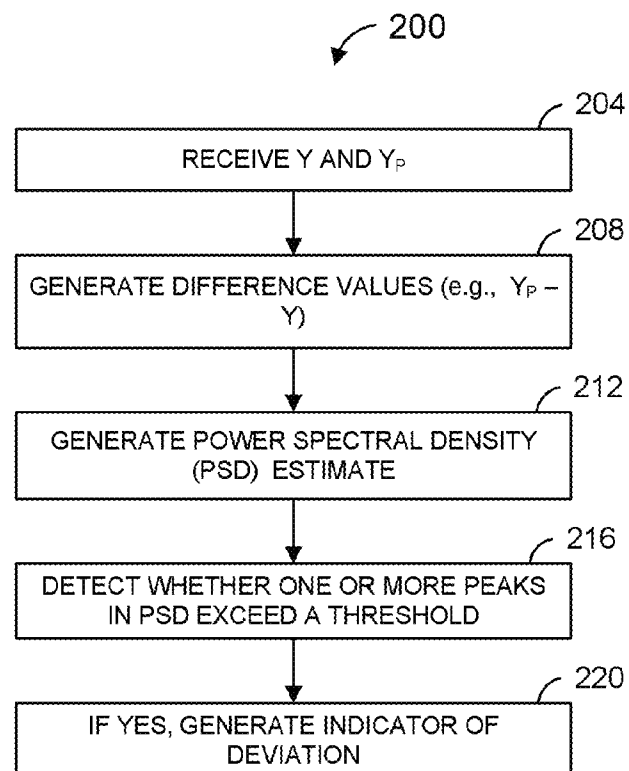 200
204
RECEIVE Y AND YP
208
GENERATE DIFFERENCE VALUES (e.g., YP –
Y)
212
GENERATE POWER SPECTRAL DENSITY
(PSD) ESTIMATE
216
DETECT WHETHER ONE OR MORE PEAKS
IN PSD EXCEED A THRESHOLD
220
IF YES, GENERATE INDICATOR OF
DEVIATION